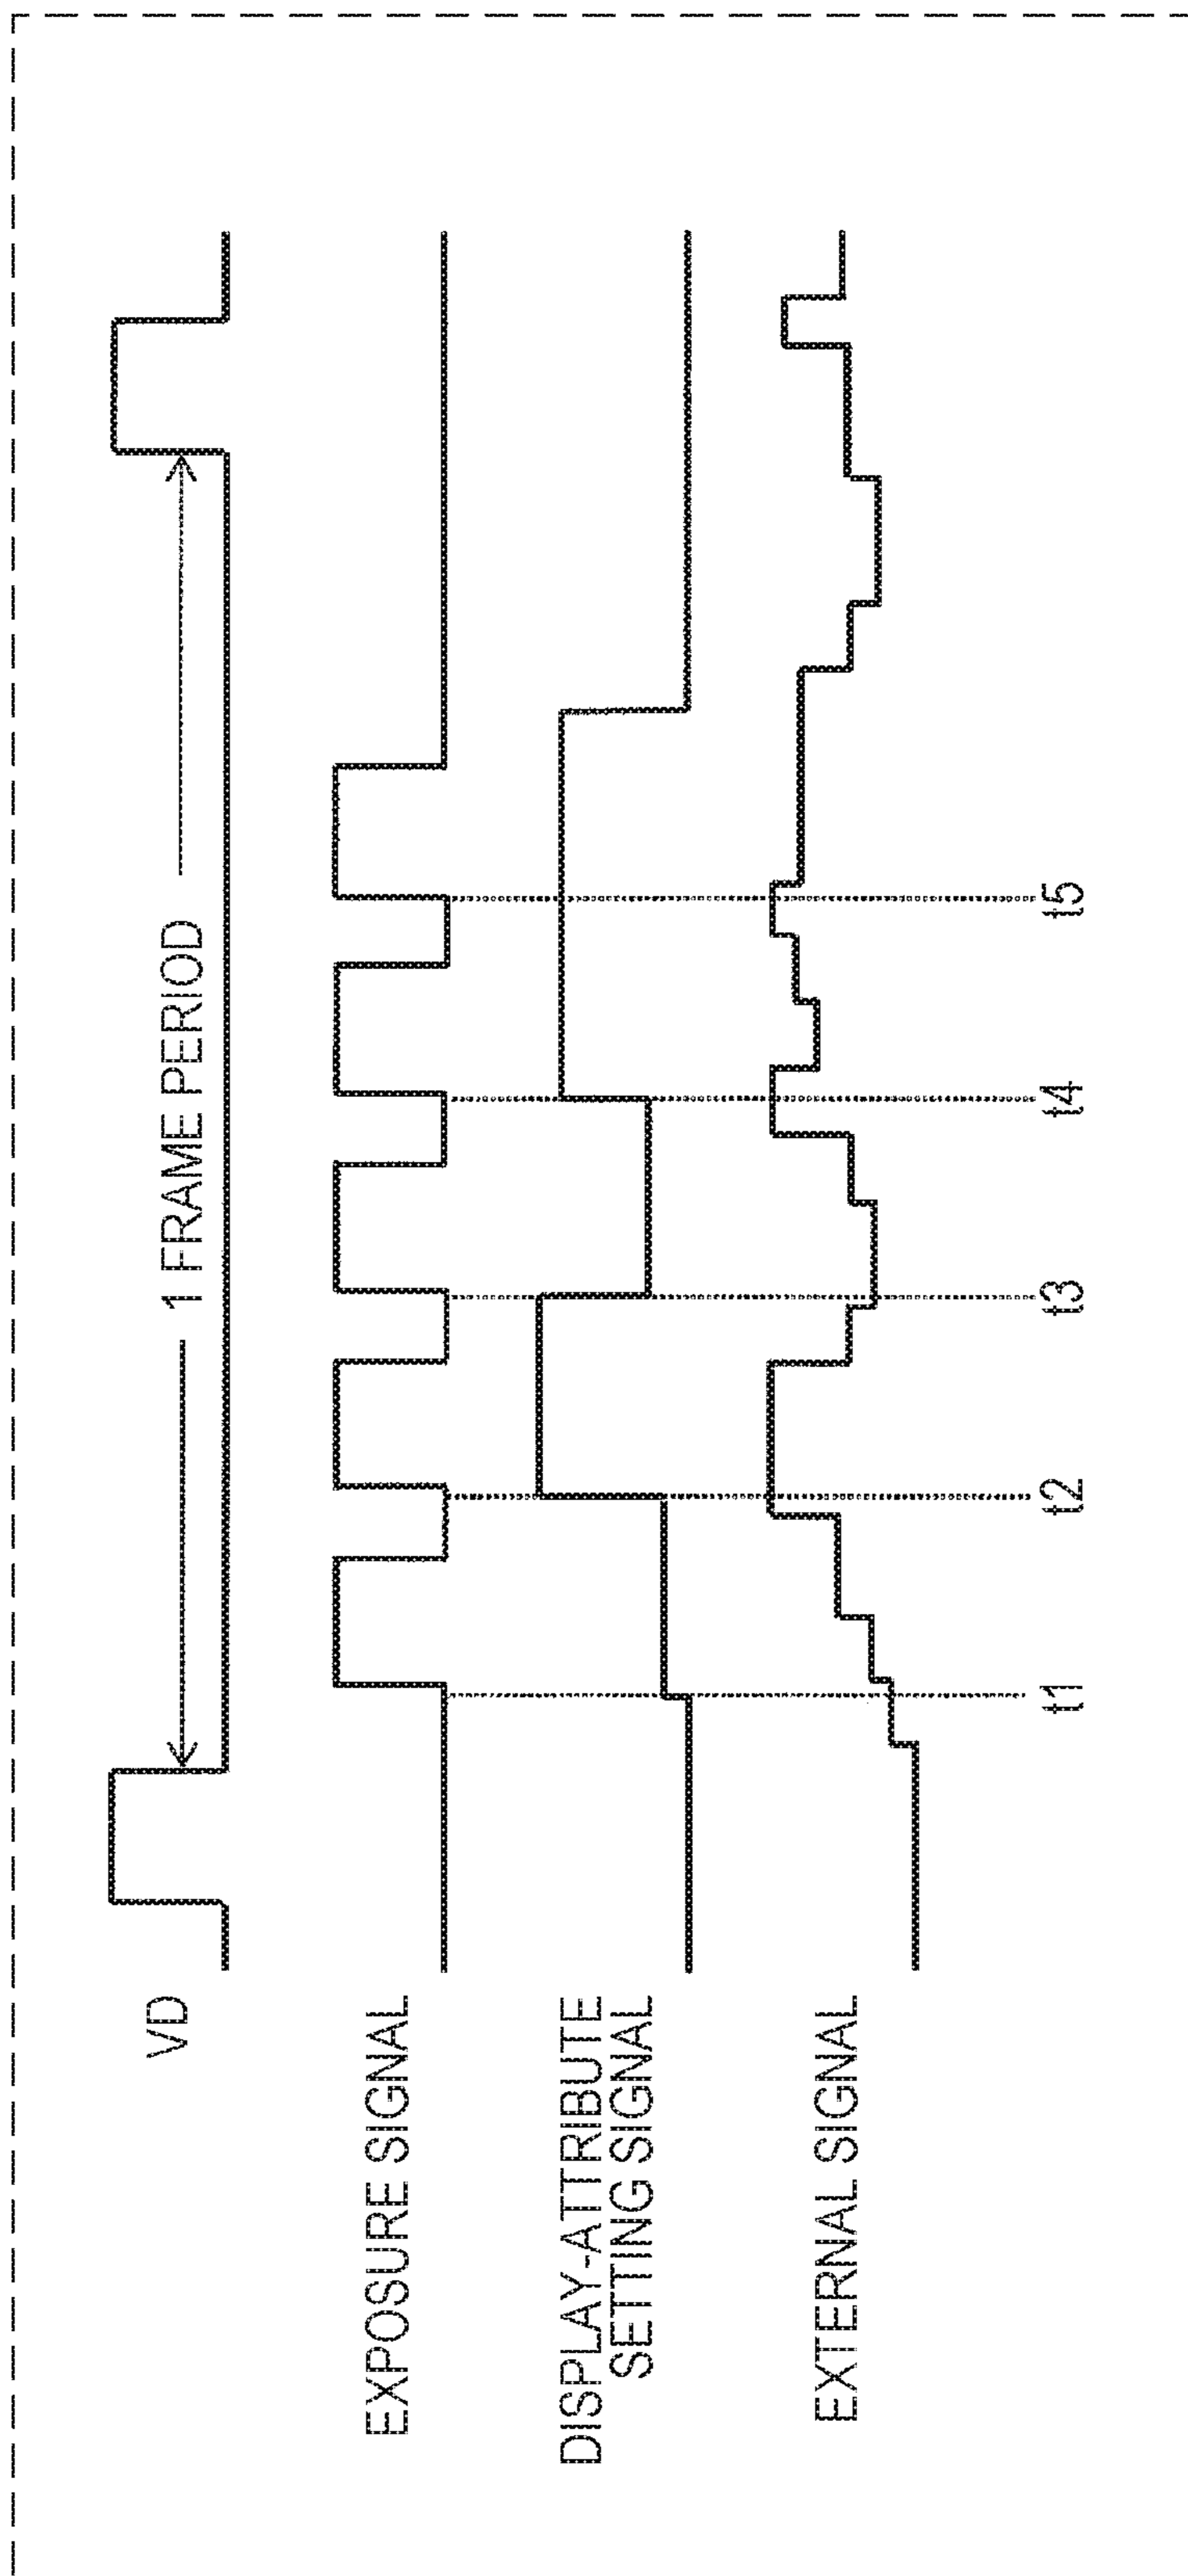 VD
1 FRAME PERIOD
EXPOSURE SIGNAL
DISPLAY-ATTRIBUTE
SETTING SIGNAL
EXTERNAL SIGNAL
t1
t2
t3
t4
t5